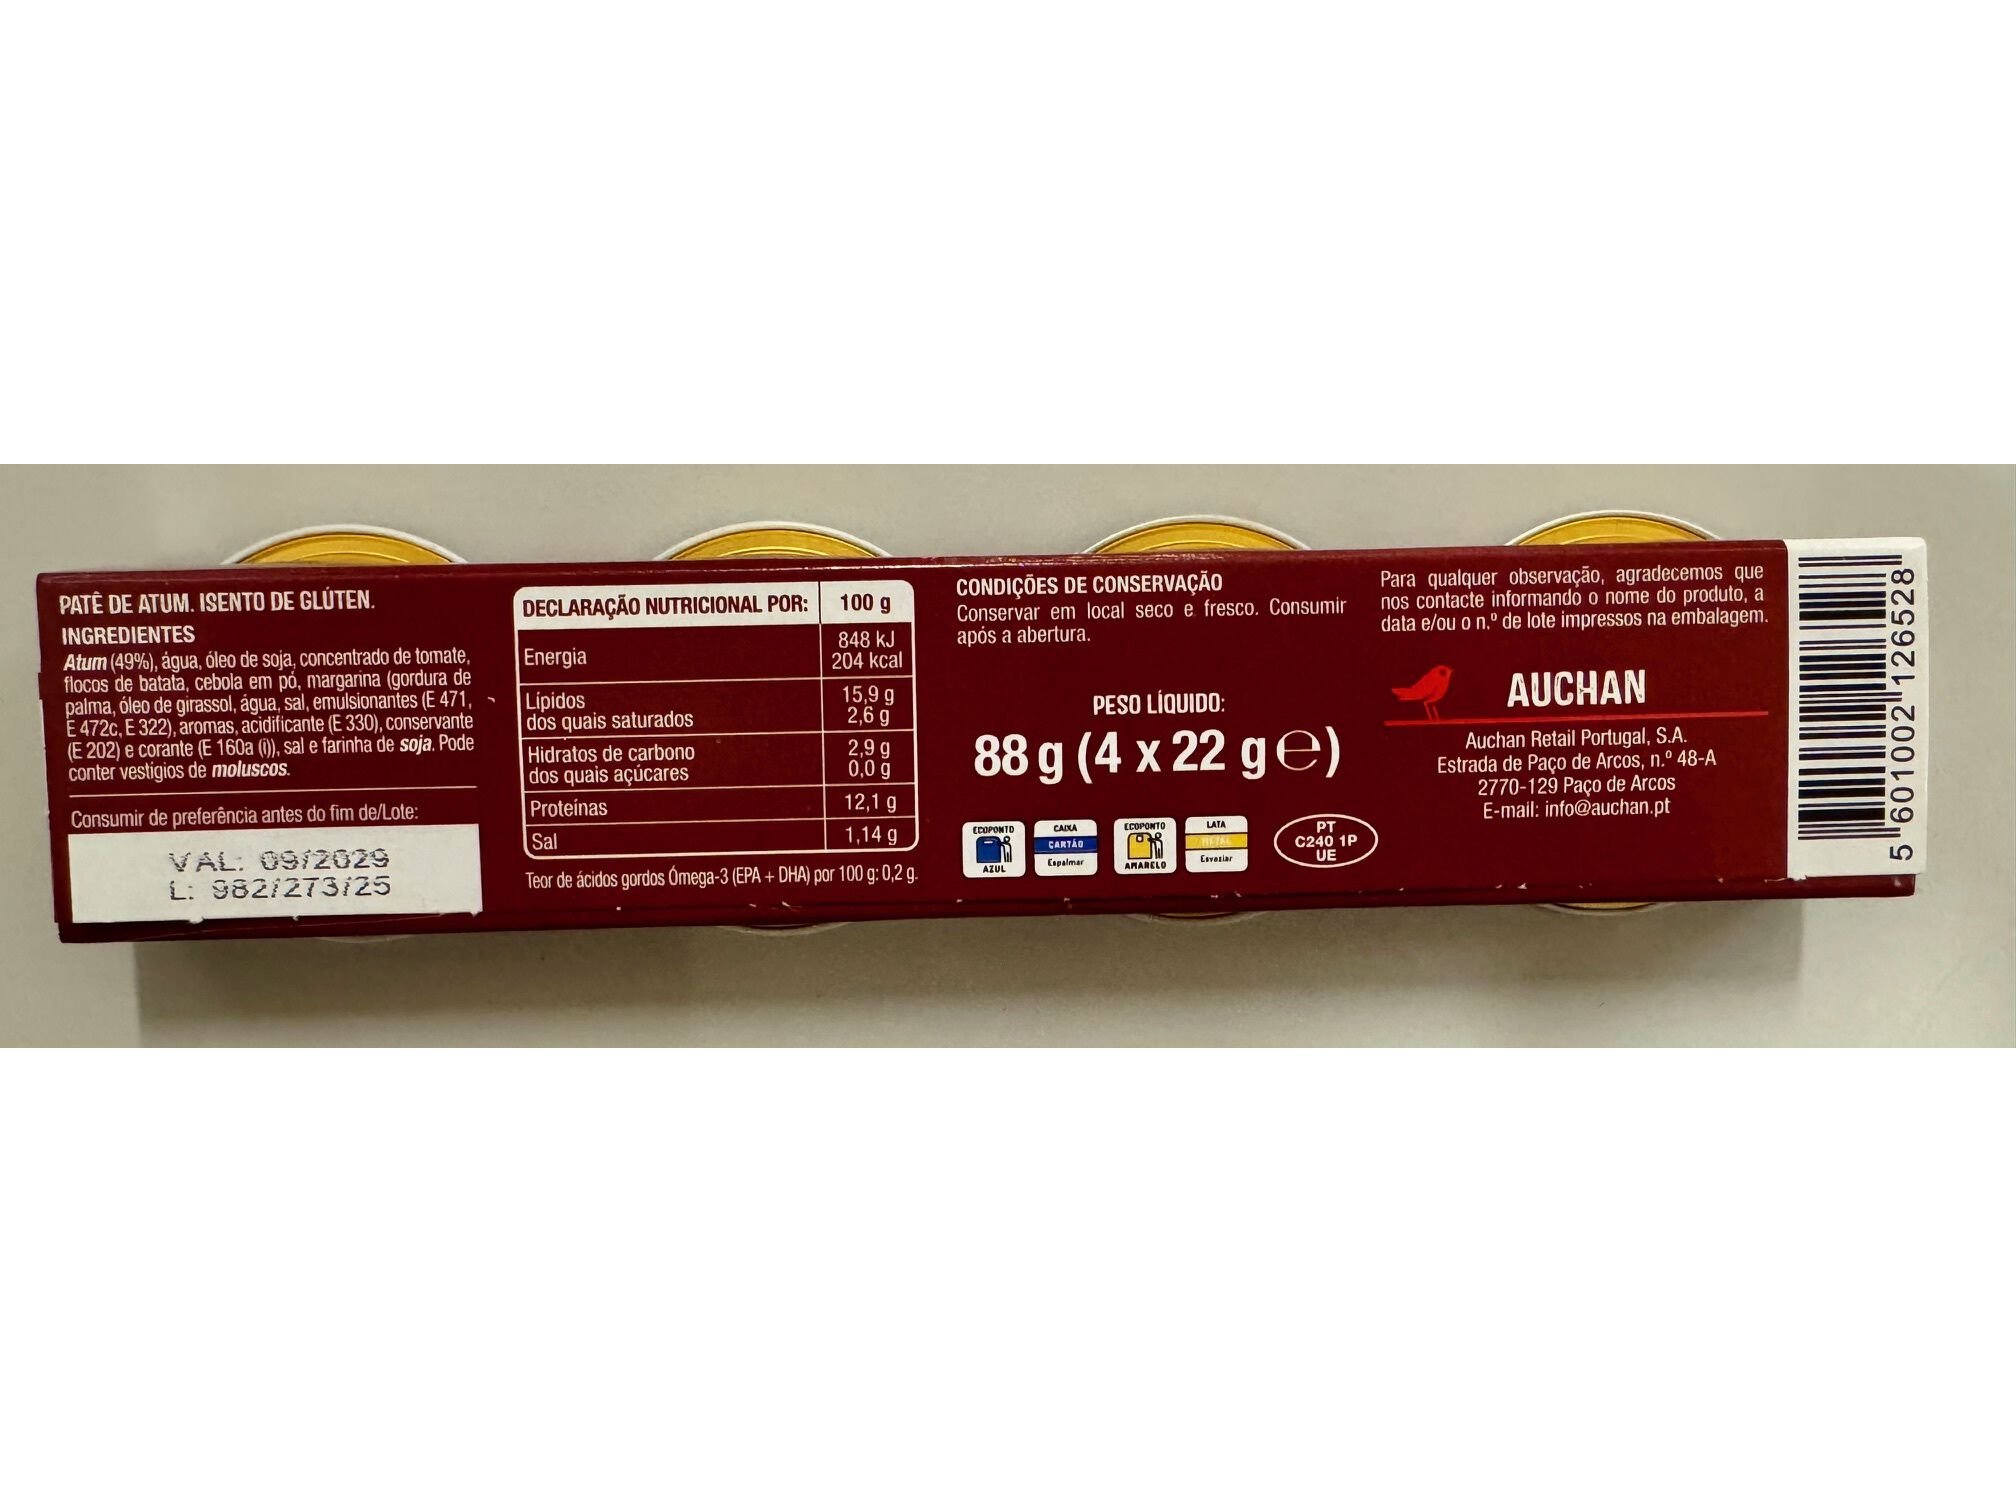 PATÊ DE ATUM. ISENTO DE GLÚTEN.
INGREDIENTES
Atum (49%), água, óleo de soja, concentrado de tomate,
flocos de batata, cebola em pó, margarina (gordura de
palma, óleo de girassol, água, sal, emulsionantes (E 471,
E 472c, E 322), aromas, acidificante (E 330), conservante
(E 202) e corante (E 160a (i)), sal e farinha de soja. Pode
conter vestígios de moluscos.
Consumir de preferência antes do fim de/Lote:
VAL: 09/2029
L: 982/273/25
DECLARAÇÃO NUTRICIONAL POR: 100 g
Energia 848 kJ
204 kcal
Lípidos 15,9 g
dos quais saturados 2,6 g
Hidratos de carbono 2,9 g
dos quais açúcares 0,0 g
Proteínas 12,1 g
Sal 1,14 g
Teor de ácidos gordos Ómega-3 (EPA + DHA) por 100 g: 0,2 g.
CONDIÇÕES DE CONSERVAÇÃO
Conservar em local seco e fresco. Consumir
após a abertura.
PESO LÍQUIDO:
88 g (4 x 22 g e)
ECOPONTO
AZUL
CAIXA
CARTÃO
Espalmar
ECOPONTO
AMARELO
LATA
METAL
Esvaziar
PT
C240 1P
UE
Para qualquer observação, agradecemos que
nos contacte informando o nome do produto, a
data e/ou o n.º de lote impressos na embalagem.
AUCHAN
Auchan Retail Portugal, S.A.
Estrada de Paço de Arcos, n.º 48-A
2770-129 Paço de Arcos
E-mail: info@auchan.pt
5 601002 126528